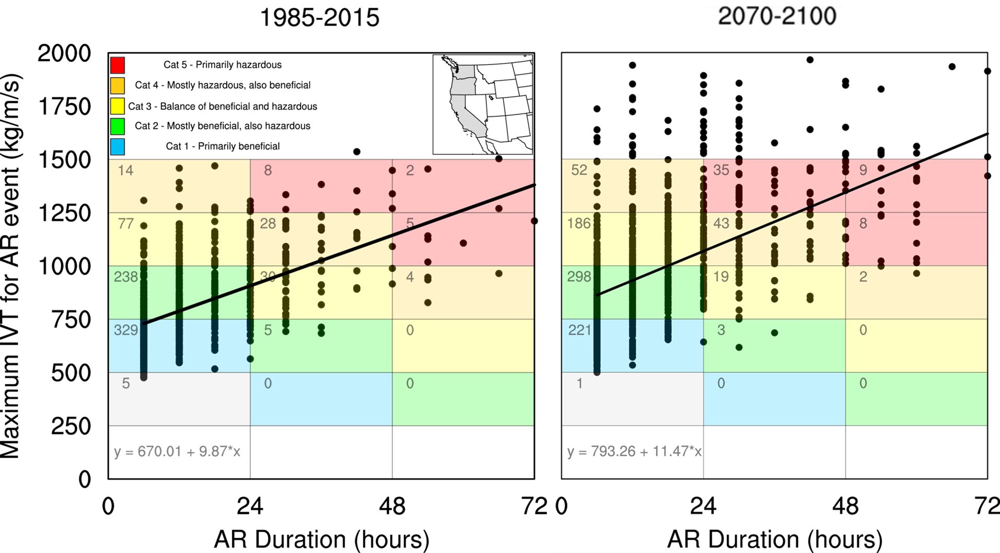 1985-2015
2070-2100
Maximum IVT for AR event (kg/m/s)
2000
1750
1500
1250
1000
750
500
250
0
Cat 5 - Primarily hazardous
Cat 4 - Mostly hazardous, also beneficial
Cat 3 - Balance of beneficial and hazardous
Cat 2 - Mostly beneficial, also hazardous
Cat 1 - Primarily beneficial
14 8 2
77 28 5
238 30 4
329 5 0
5 0 0
y = 670.01 + 9.87*x
52 35 9
186 43 8
298 19 2
221 3 0
1 0 0
y = 793.26 + 11.47*x
0 24 48 72
0 24 48 72
AR Duration (hours)
AR Duration (hours)